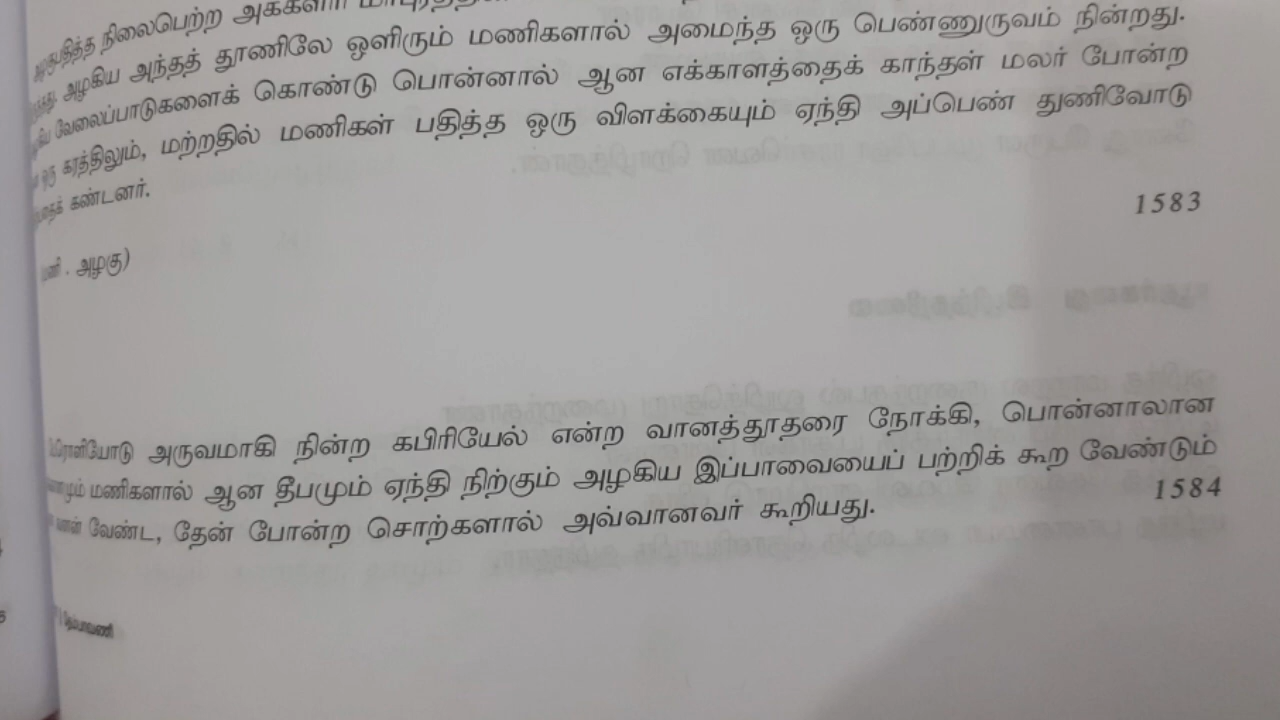 நிலைபெற்ற
அழகிய அந்தத் தூணிலே ஒளிரும் மணிகளால் அமைந்த ஒரு பெண்ணுருவம் நின்றது.
வேலைப்பாடுகளைக் கொண்டு பொன்னால் ஆன எக்காளத்தைக் காந்தள் மலர் போன்ற
ஒரு கரத்திலும், மற்றதில் மணிகள் பதித்த ஒரு விளக்கையும் ஏந்தி அப்பெண் துணிவோடு
கண்டனர்.
1583
அழகு)
அருவமாகி நின்ற கபிரியேல் என்ற வானத்தூதரை நோக்கி, பொன்னாலான
மணிகளால் ஆன தீபமும் ஏந்தி நிற்கும் அழகிய இப்பாவையைப் பற்றிக் கூற வேண்டும்
வேண்ட, தேன் போன்ற சொற்களால் அவ்வானவர் கூறியது.
1584
தேம்பாவணி